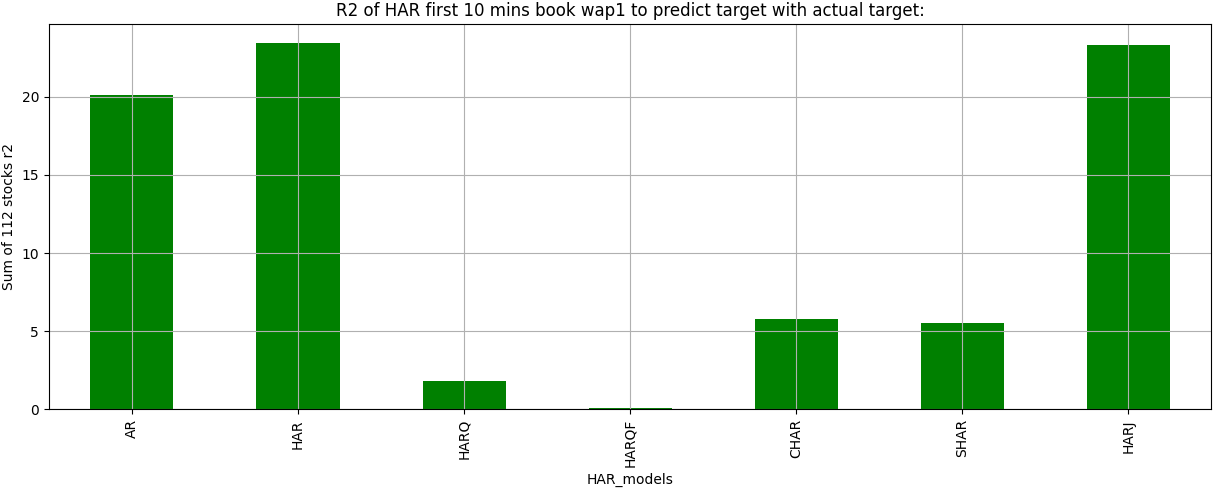 R2 of HAR first 10 mins book wap1 to predict target with actual target:
Sum of 112 stocks r2
20
15
10
5
0
AR
HAR
HARQ
HARQF
CHAR
SHAR
HARJ
HAR_models